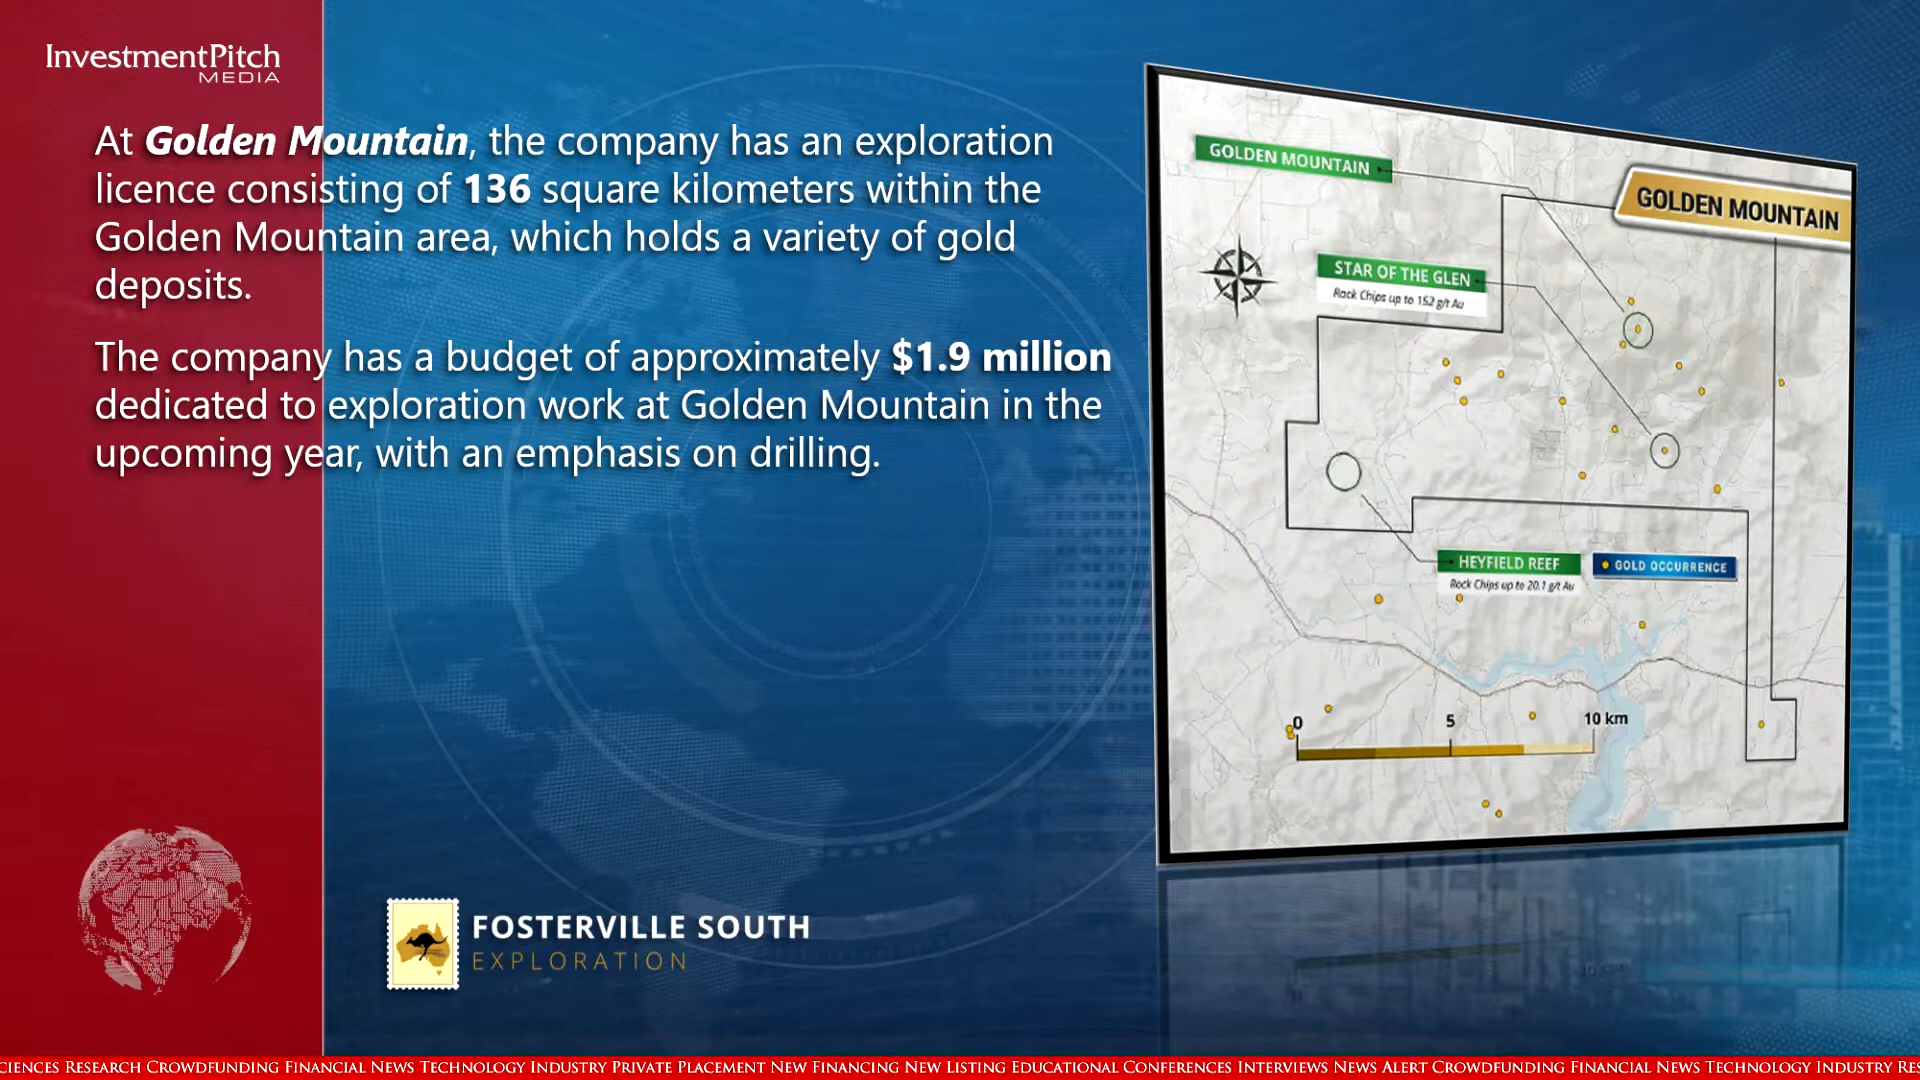 InvestmentPitch
MEDIA
At Golden Mountain, the company has an exploration
licence consisting of 136 square kilometers within the
Golden Mountain area, which holds a variety of gold
deposits.
The company has a budget of approximately $1.9 million
dedicated to exploration work at Golden Mountain in the
upcoming year, with an emphasis on drilling.
GOLDEN MOUNTAIN
GOLDEN MOUNTAIN
STAR OF THE GLEN
Rock Chips up to 152 g/t Au
HEYFIELD REEF
Rock Chips up to 20.1 g/t Au
GOLD OCCURRENCE
0 5 10 km
FOSTERVILLE SOUTH
EXPLORATION
CIENCES RESEARCH CROWDFUNDING FINANCIAL NEWS TECHNOLOGY INDUSTRY PRIVATE PLACEMENT NEW FINANCING NEW LISTING EDUCATIONAL CONFERENCES INTERVIEWS NEWS ALERT CROWDFUNDING FINANCIAL NEWS TECHNOLOGY INDUSTRY RES